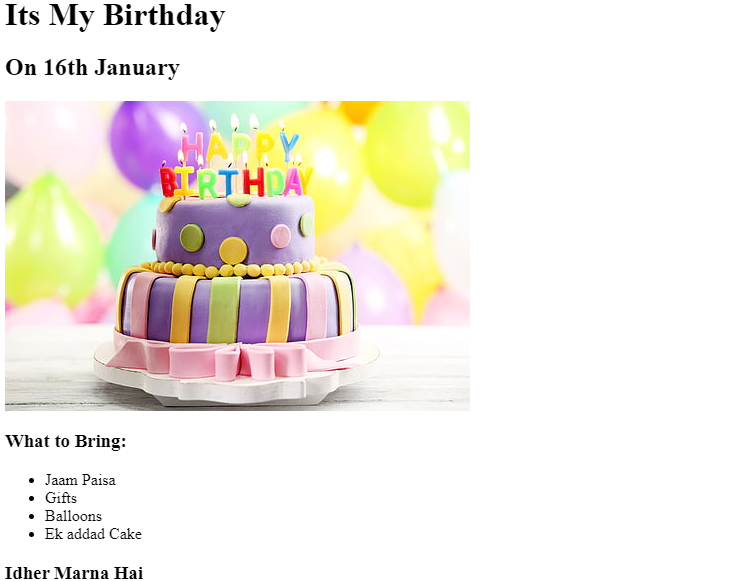 Its My Birthday
On 16th January
HAPPY
BIRTHDAY
What to Bring:
Jaam Paisa
Gifts
Balloons
Ek addad Cake
Idher Marna Hai